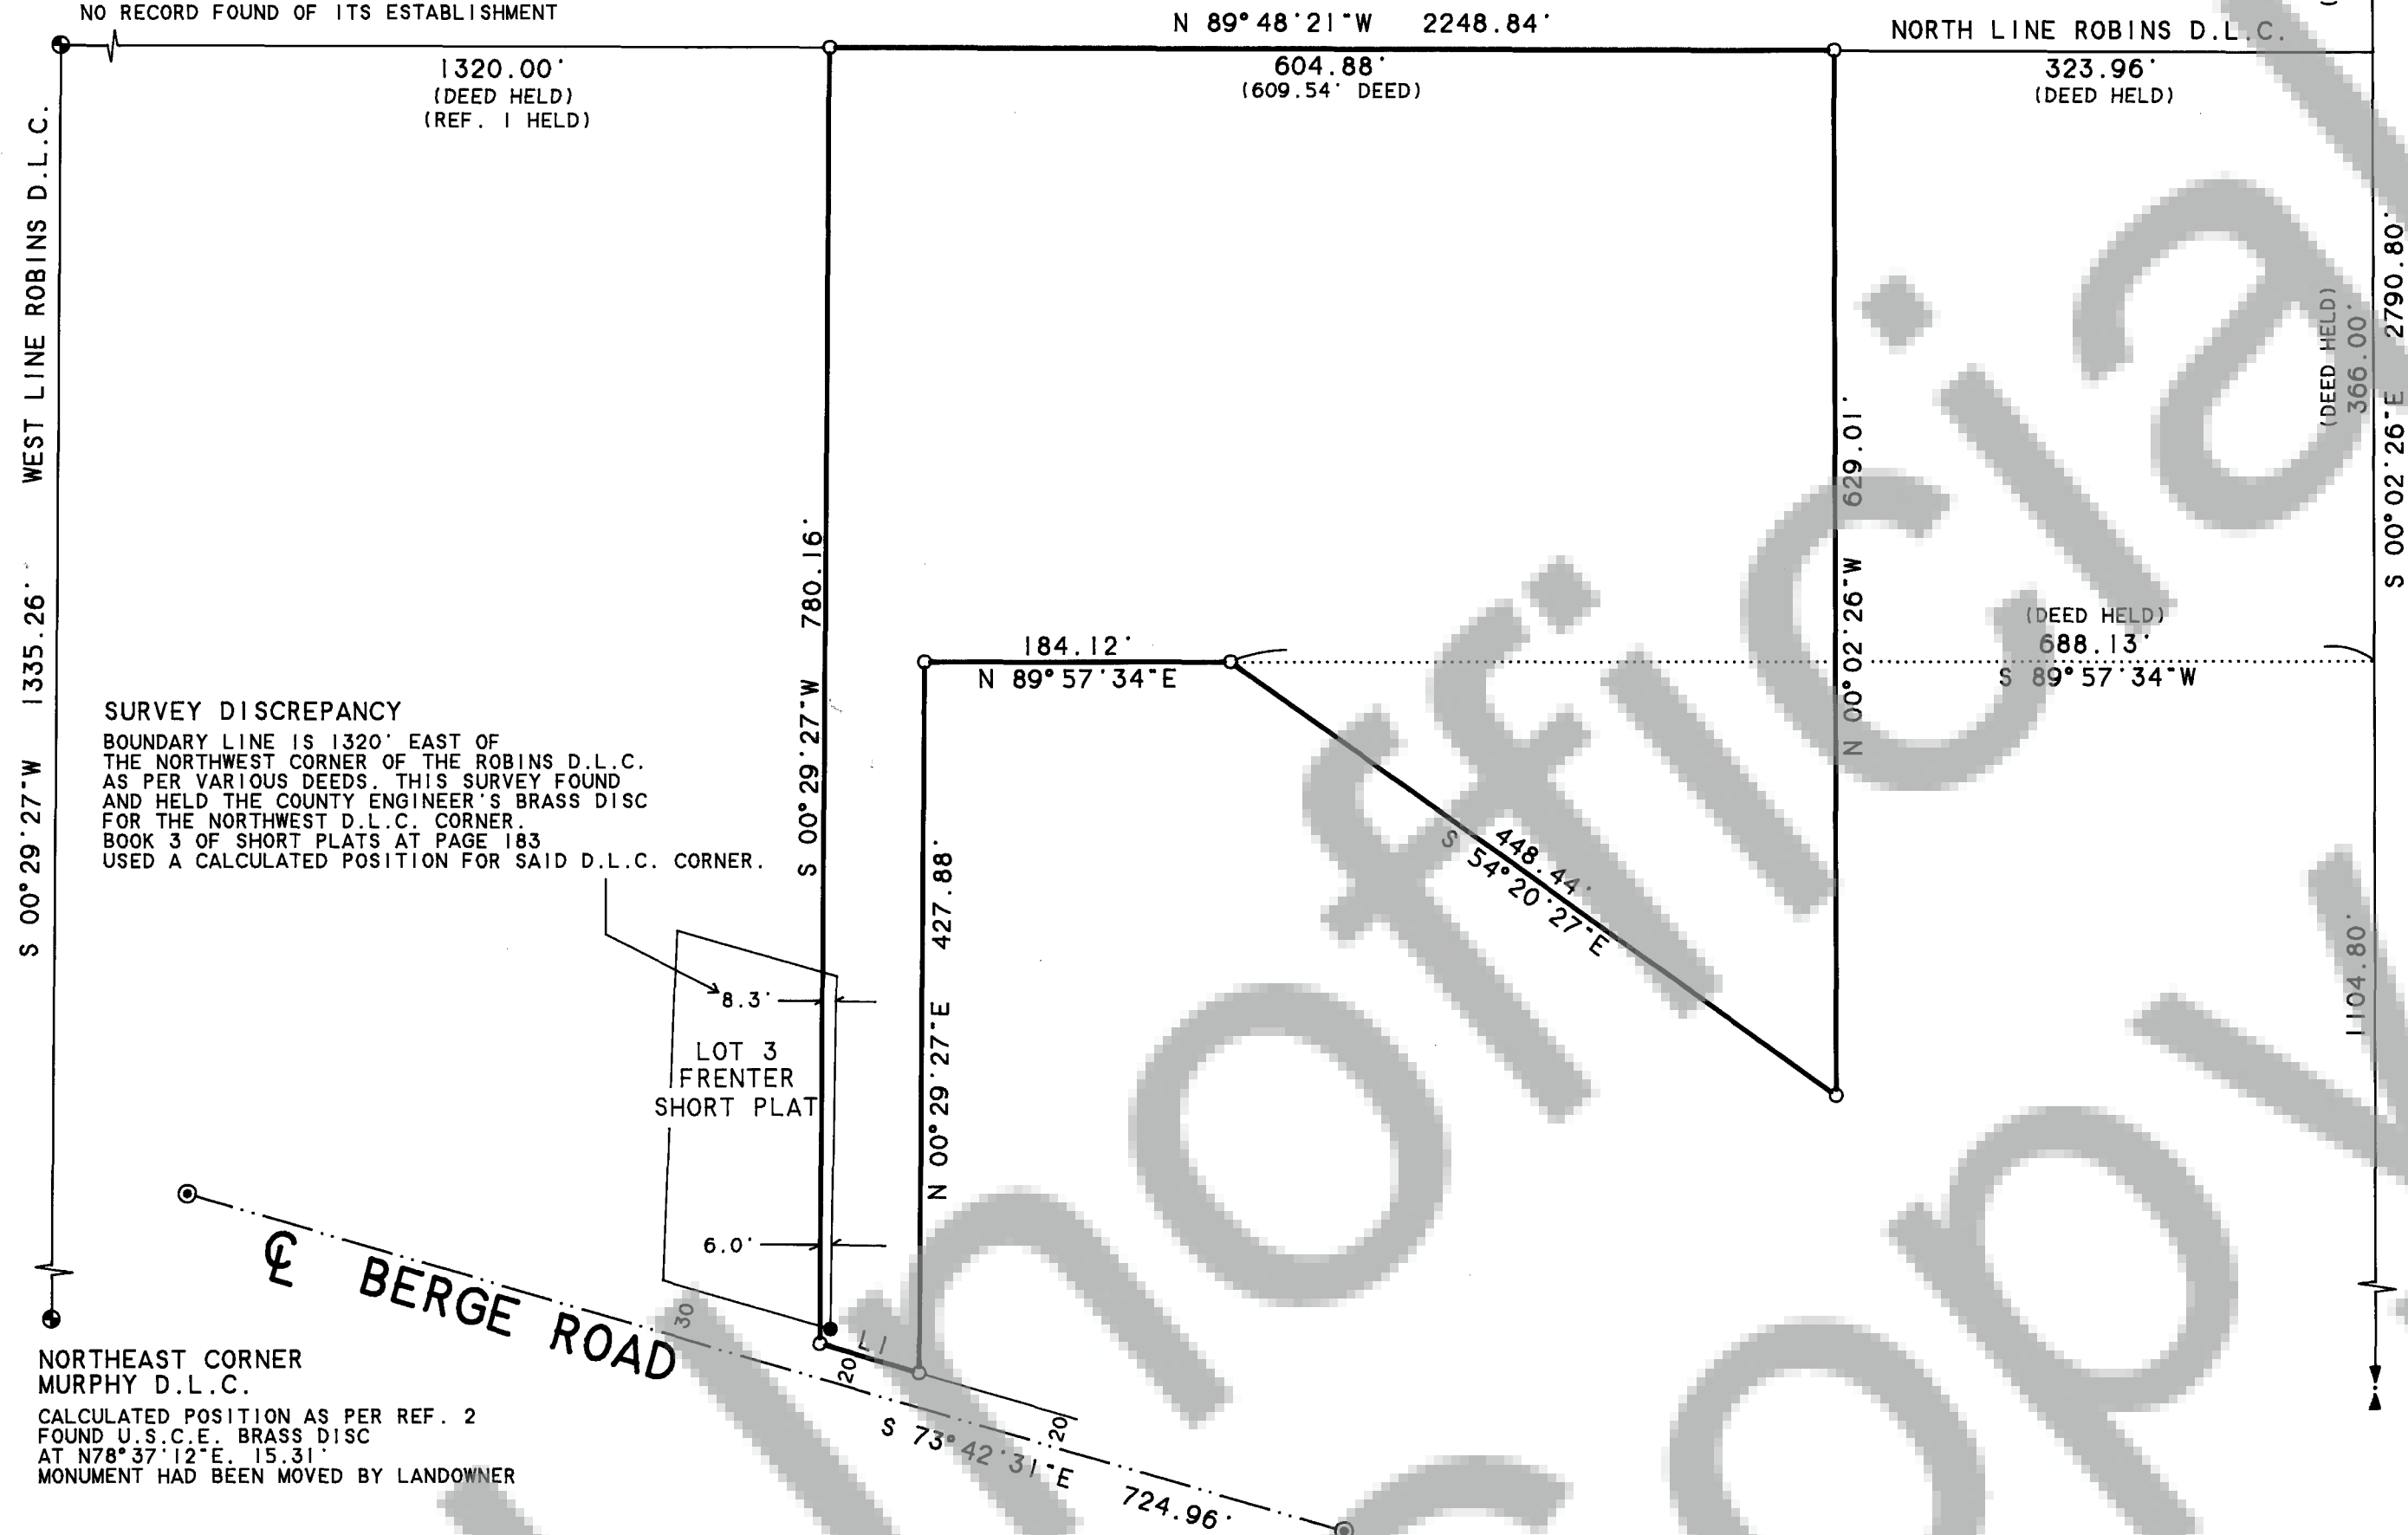 NO RECORD FOUND OF ITS ESTABLISHMENT
N 89°48'21"W 2248.84'
NORTH LINE ROBINS D.L.C.
1320.00'
(DEED HELD)
(REF. 1 HELD)
604.88'
(609.54' DEED)
323.96'
(DEED HELD)
WEST LINE ROBINS D.L.C.
S 00°29'27"W 1335.26'
S 00°29'27"W 780.16'
N 00°02'26"W 629.01'
(DEED HELD)
366.00'
S 00°02'26"E 2790.80'
184.12'
N 89°57'34"E
(DEED HELD)
688.13'
S 89°57'34"W
SURVEY DISCREPANCY
BOUNDARY LINE IS 1320' EAST OF
THE NORTHWEST CORNER OF THE ROBINS D.L.C.
AS PER VARIOUS DEEDS. THIS SURVEY FOUND
AND HELD THE COUNTY ENGINEER'S BRASS DISC
FOR THE NORTHWEST D.L.C. CORNER.
BOOK 3 OF SHORT PLATS AT PAGE 183
USED A CALCULATED POSITION FOR SAID D.L.C. CORNER.
N 00°29'27"E 427.88'
448.44'
S 54°20'27"E
1104.80'
8.3'
LOT 3
FRENTER
SHORT PLAT
6.0'
℄ BERGE ROAD
30
L1
20
20
S 73°42'31"E 724.96'
NORTHEAST CORNER
MURPHY D.L.C.
CALCULATED POSITION AS PER REF. 2
FOUND U.S.C.E. BRASS DISC
AT N78°37'12"E, 15.31'
MONUMENT HAD BEEN MOVED BY LANDOWNER